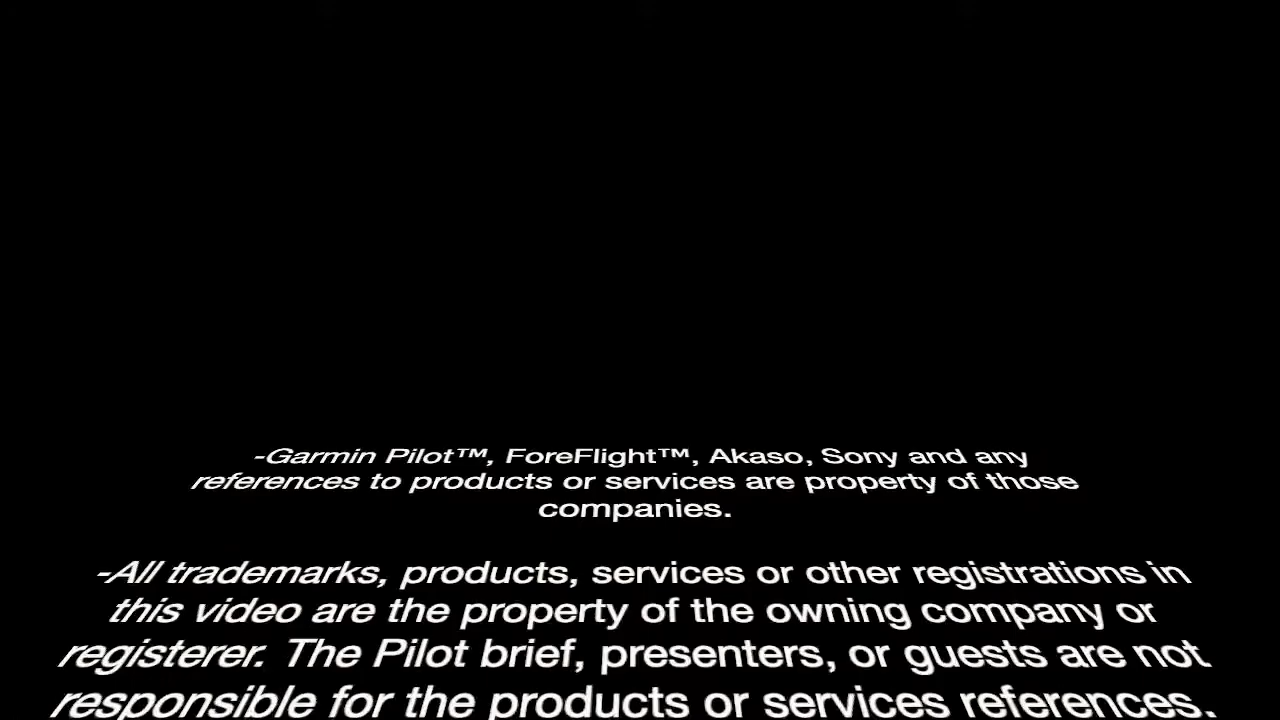 -Garmin Pilot™, ForeFlight™, Akaso, Sony and any
references to products or services are property of those
companies.
-All trademarks, products, services or other registrations in
this video are the property of the owning company or
registerer. The Pilot brief, presenters, or guests are not
responsible for the products or services references.